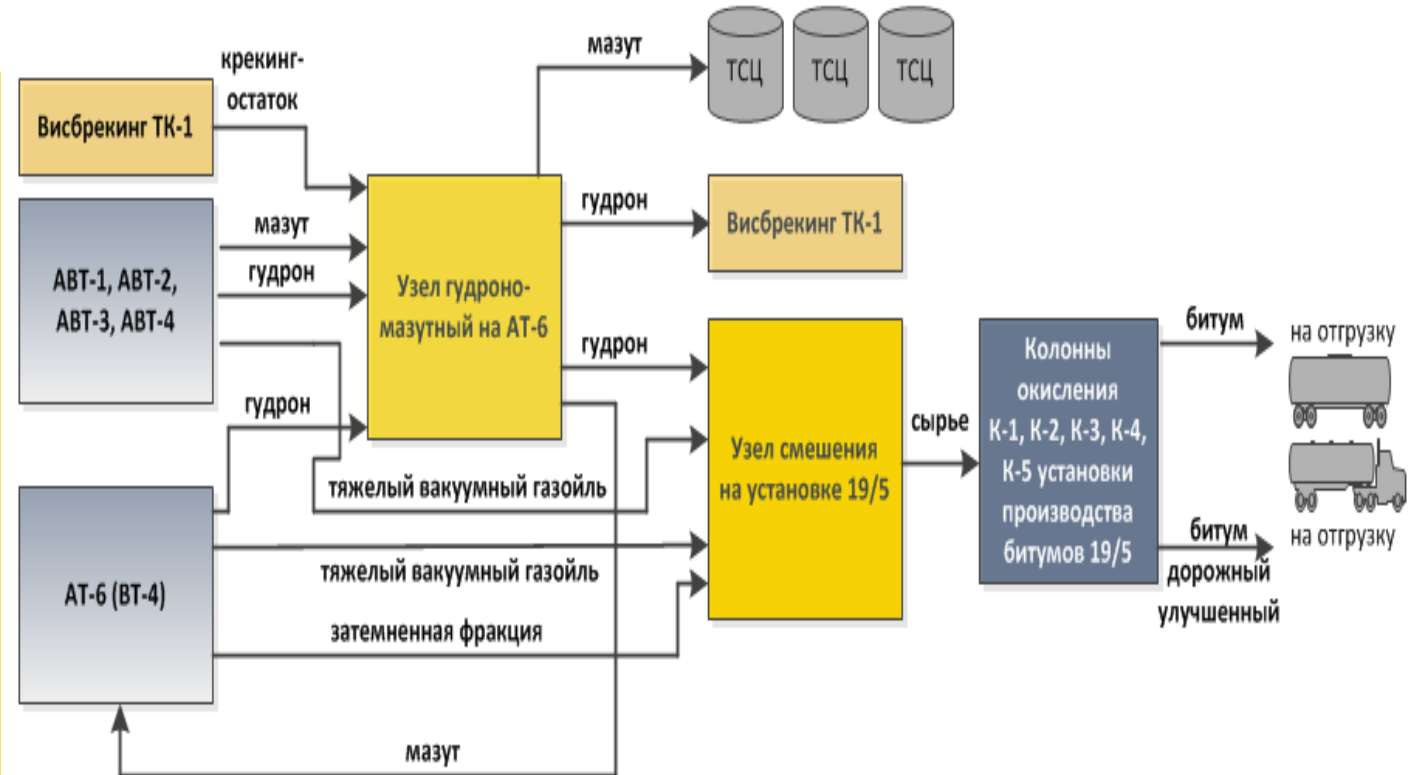 крекинг-
остаток
мазут
ТСЦ
ТСЦ
ТСЦ
Висбрекинг ТК-1
АВТ-1, АВТ-2,
АВТ-3, АВТ-4
мазут
гудрон
Узел гудроно-
мазутный на АТ-6
гудрон
Висбрекинг ТК-1
гудрон
гудрон
тяжелый вакуумный газойль
тяжелый вакуумный газойль
затемненная фракция
АТ-6 (ВТ-4)
мазут
Узел смешения
на установке 19/5
сырье
Колонны
окисления
К-1, К-2, К-3, К-4,
К-5 установки
производства
битумов 19/5
битум
на отгрузку
битум
дорожный
улучшенный
на отгрузку